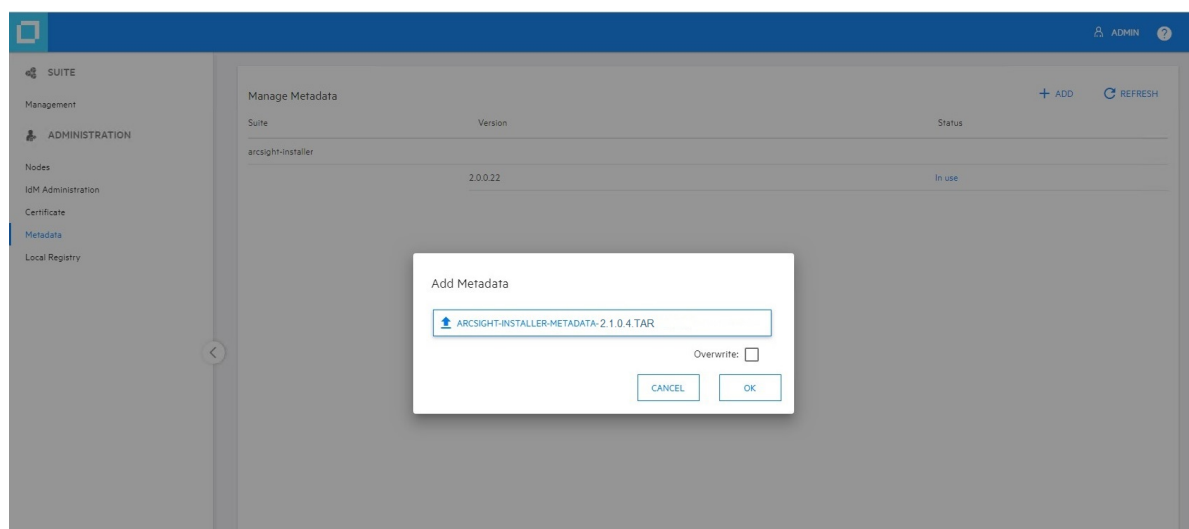 ADMIN ?
SUITE
Management
ADMINISTRATION
Nodes
IdM Administration
Certificate
Metadata
Local Registry
Manage Metadata + ADD REFRESH
Suite Version Status
arcsight-installer
2.0.0.22 In use
Add Metadata
ARCSIGHT-INSTALLER-METADATA-2.1.0.4.TAR
Overwrite:
CANCEL OK